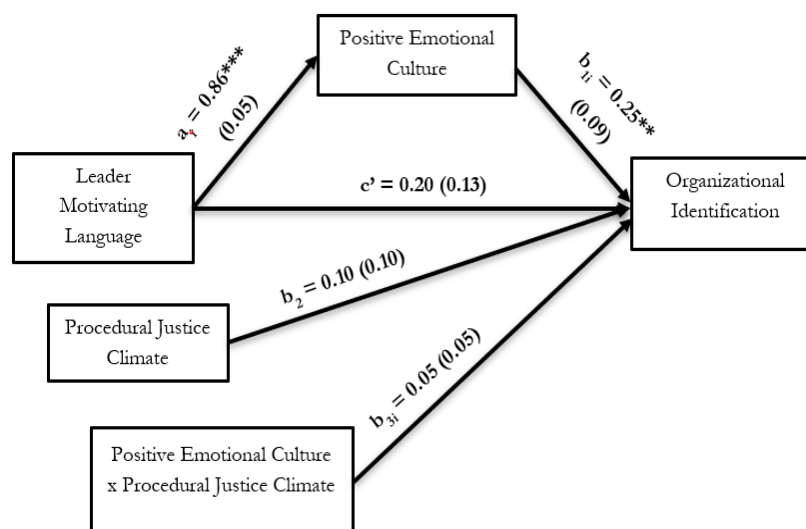 Positive Emotional
Culture
a₁ = 0.86***
(0.05)
b₁ᵢ = 0.25**
(0.09)
Leader
Motivating
Language
c’ = 0.20 (0.13)
Organizational
Identification
b₂ = 0.10 (0.10)
Procedural Justice
Climate
b₃ᵢ = 0.05 (0.05)
Positive Emotional Culture
x Procedural Justice Climate